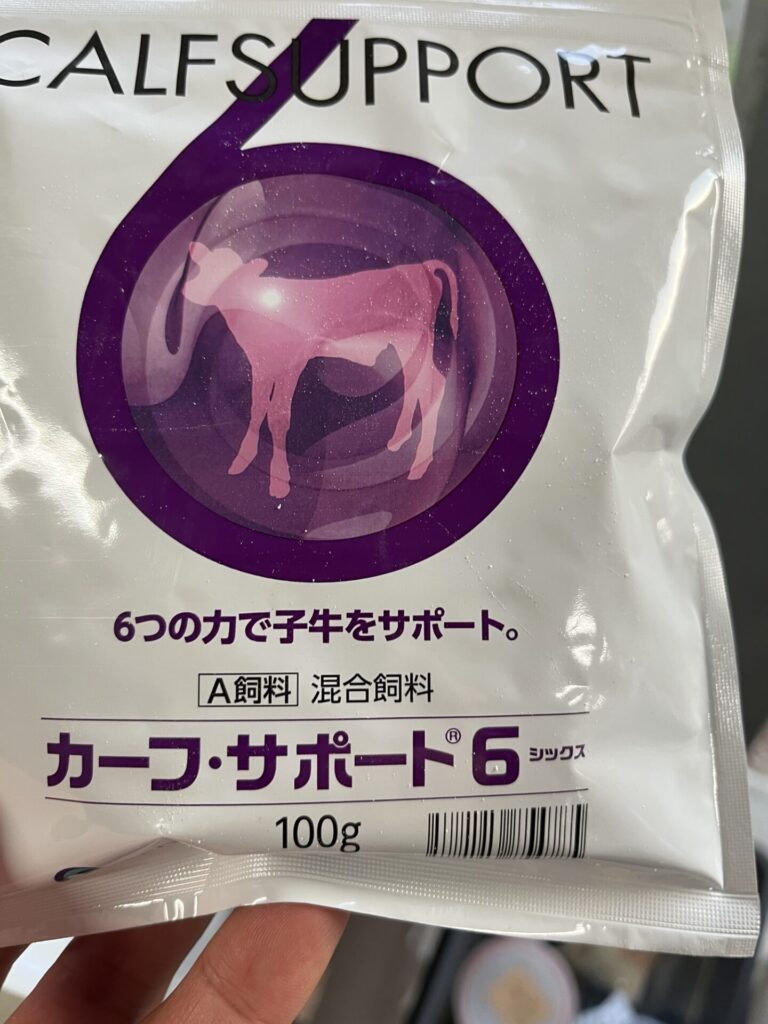 CALFSUPPORT
6
6つの力で子牛をサポート。
A飼料 混合飼料
カーフ・サポート®6 シックス
100g